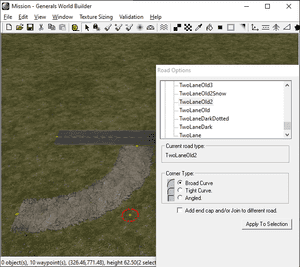 Mission - Generals World Builder
File Edit View Window Texture Sizing Validation Help
Road Options
TwoLaneOld3
TwoLaneOld2Snow
TwoLaneOld2
TwoLaneOld
TwoLaneDarkDotted
TwoLaneDark
TwoLane
Current road type:
TwoLaneOld2
Corner Type:
Broad Curve
Tight Curve.
Angled.
Add end cap and/or Join to different road.
Apply To Selection
0 object(s), 10 waypoint(s), (326.46,771.48), height 62.50(2 select